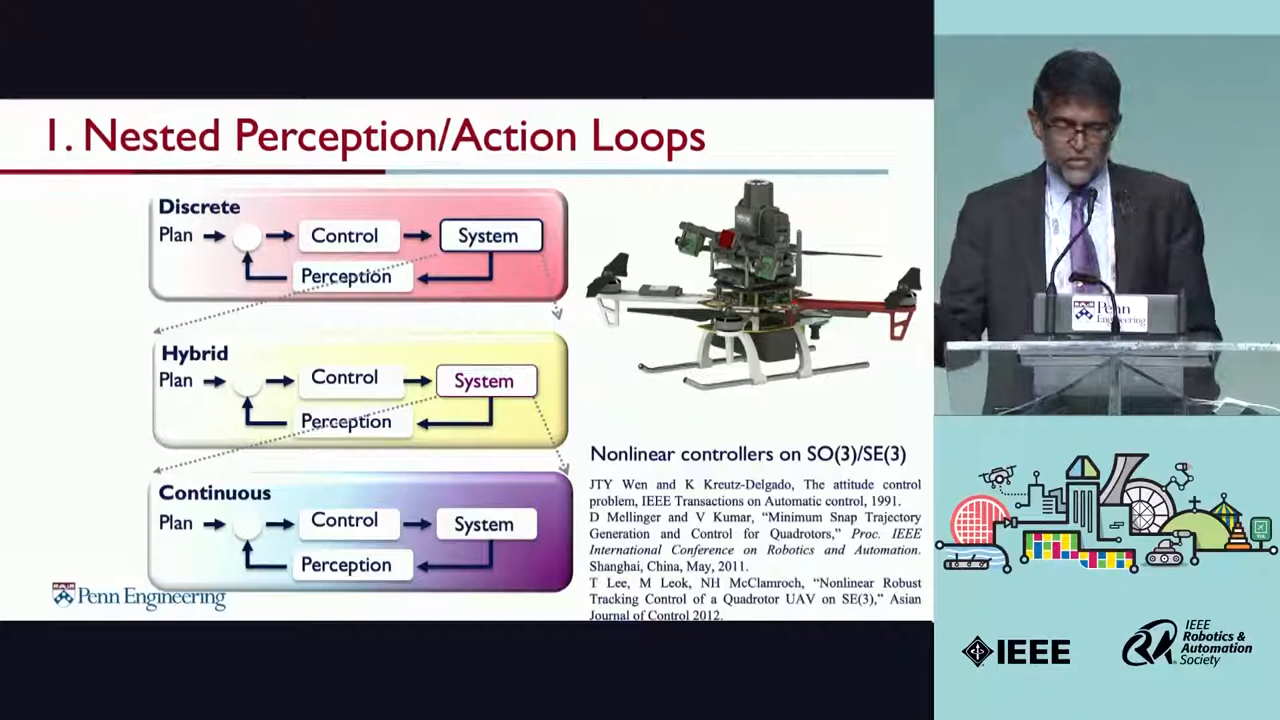 1. Nested Perception/Action Loops
Discrete
Plan
Control
System
Perception
Hybrid
Plan
Control
System
Perception
Continuous
Plan
Control
System
Perception
Penn Engineering
Nonlinear controllers on SO(3)/SE(3)
JTY Wen and K Kreutz-Delgado, The attitude control
problem, IEEE Transactions on Automatic control, 1991.
D Mellinger and V Kumar, “Minimum Snap Trajectory
Generation and Control for Quadrotors,” Proc. IEEE
International Conference on Robotics and Automation.
Shanghai, China, May, 2011.
T Lee, M Leok, NH McClamroch, “Nonlinear Robust
Tracking Control of a Quadrotor UAV on SE(3),” Asian
Journal of Control 2012.
Penn
Engineering
IEEE
IEEE
Robotics &
Automation
Society